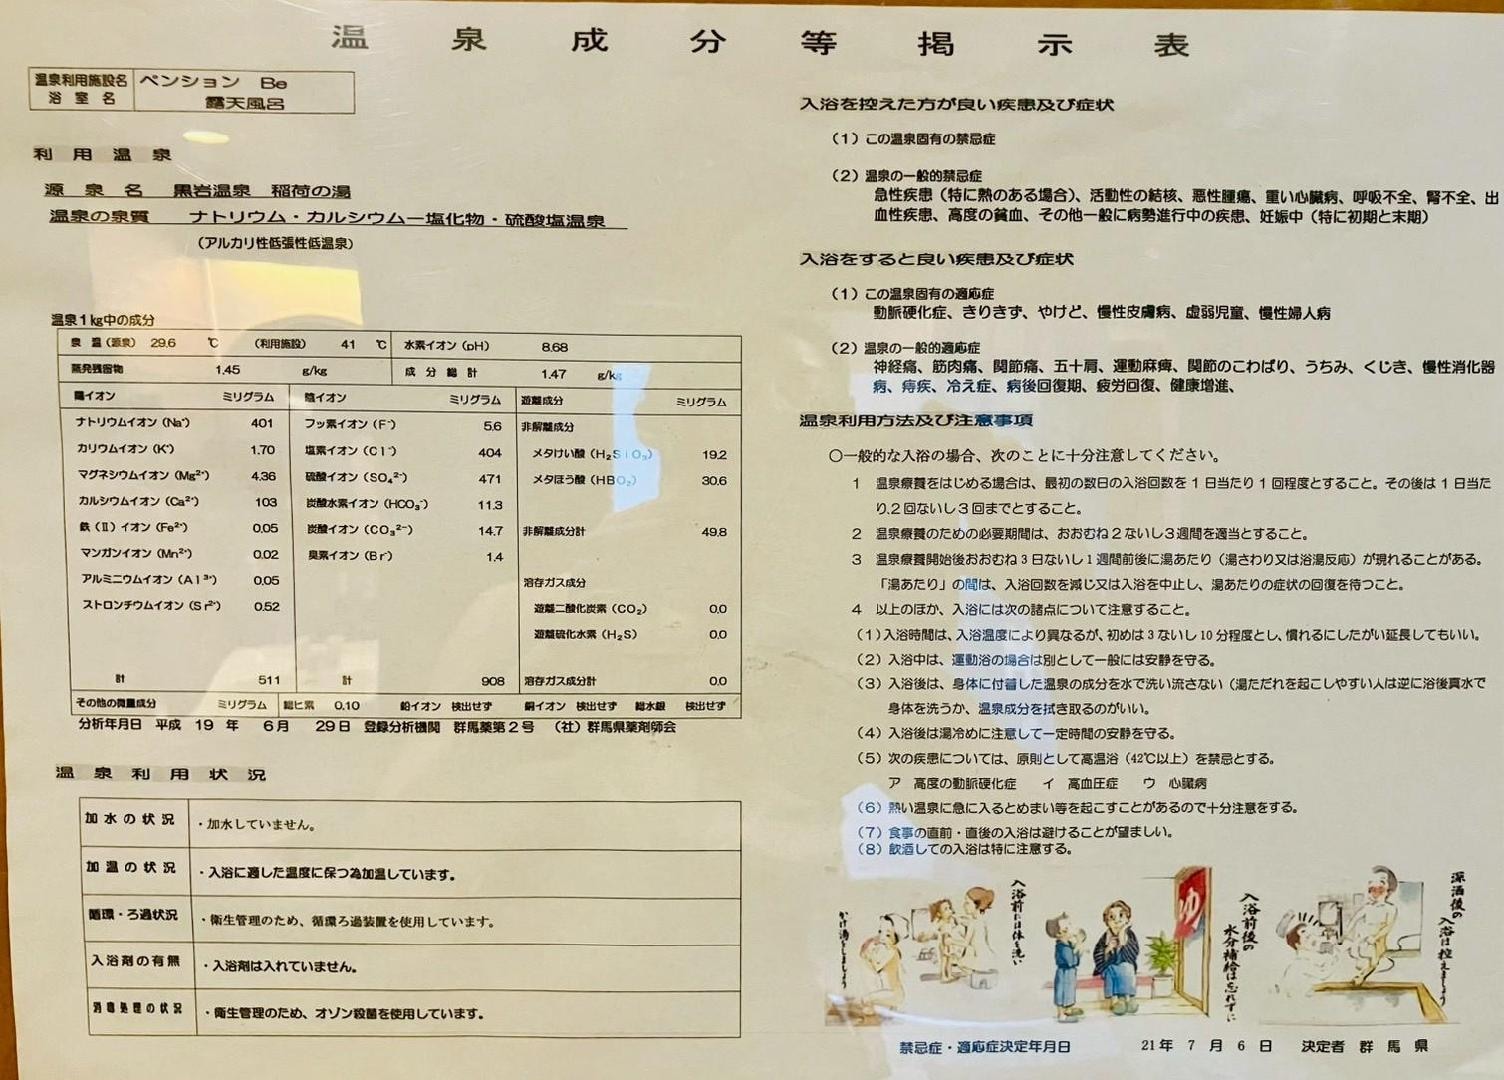 温泉成分等掲示表
温泉利用施設名 ペンション Be
浴室名 露天風呂
利用温泉
源泉名 黒岩温泉 稲荷の湯
温泉の泉質 ナトリウム・カルシウムー塩化物・硫酸塩温泉
(アルカリ性低張性低温泉)
温泉1kg中の成分
泉温(源泉) 29.6 ℃ (利用施設) 41 ℃ 水素イオン(pH) 8.68
蒸発残留物 1.45 g/kg 成分総計 1.47 g/kg
陽イオン ミリグラム 陰イオン ミリグラム 遊離成分 ミリグラム
ナトリウムイオン(Na⁺) 401 フッ素イオン(F⁻) 5.6 非解離成分
カリウムイオン(K⁺) 1.70 塩素イオン(Cl⁻) 404 メタけい酸(H₂SiO₃) 19.2
マグネシウムイオン(Mg²⁺) 4.36 硫酸イオン(SO₄²⁻) 471 メタほう酸(HBO₂) 30.6
カルシウムイオン(Ca²⁺) 103 炭酸水素イオン(HCO₃⁻) 11.3
鉄(Ⅱ)イオン(Fe²⁺) 0.05 炭酸イオン(CO₃²⁻) 14.7 非解離成分計 49.8
マンガンイオン(Mn²⁺) 0.02 臭素イオン(Br⁻) 1.4
アルミニウムイオン(Al³⁺) 0.05 溶存ガス成分
ストロンチウムイオン(Sr²⁺) 0.52 遊離二酸化炭素(CO₂) 0.0
遊離硫化水素(H₂S) 0.0
計 511 計 908 溶存ガス成分計 0.0
その他の微量成分 ミリグラム 総ヒ素 0.10 鉛イオン 検出せず 銅イオン 検出せず 総水銀 検出せず
分析年月日 平成 19 年 6月 29日 登録分析機関 群馬薬第2号 (社)群馬県薬剤師会
温泉利用状況
加水の状況 ・加水していません。
加温の状況 ・入浴に適した温度に保つ為加温しています。
循環・ろ過状況 ・衛生管理のため、循環ろ過装置を使用しています。
入浴剤の有無 ・入浴剤は入れていません。
消毒処理の状況 ・衛生管理のため、オゾン殺菌を使用しています。
入浴を控えた方が良い疾患及び症状
(1)この温泉固有の禁忌症
(2)温泉の一般的禁忌症
急性疾患(特に熱のある場合)、活動性の結核、悪性腫瘍、重い心臓病、呼吸不全、腎不全、出
血性疾患、高度の貧血、その他一般に病勢進行中の疾患、妊娠中(特に初期と末期)
入浴をすると良い疾患及び症状
(1)この温泉固有の適応症
動脈硬化症、きりきず、やけど、慢性皮膚病、虚弱児童、慢性婦人病
(2)温泉の一般的適応症
神経痛、筋肉痛、関節痛、五十肩、運動麻痺、関節のこわばり、うちみ、くじき、慢性消化器
病、痔疾、冷え症、病後回復期、疲労回復、健康増進、
温泉利用方法及び注意事項
○一般的な入浴の場合、次のことに十分注意してください。
1 温泉療養をはじめる場合は、最初の数日の入浴回数を1日当たり1回程度とすること。その後は1日当た
り.2回ないし3回までとすること。
2 温泉療養のための必要期間は、おおむね2ないし3週間を適当とすること。
3 温泉療養開始後おおむね3日ないし1週間前後に湯あたり(湯さわり又は浴湯反応)が現れることがある。
「湯あたり」の間は、入浴回数を減じ又は入浴を中止し、湯あたりの症状の回復を待つこと。
4 以上のほか、入浴には次の諸点について注意すること。
(1)入浴時間は、入浴温度により異なるが、初めは3ないし10分程度とし、慣れるにしたがい延長してもいい。
(2)入浴中は、運動浴の場合は別として一般には安静を守る。
(3)入浴後は、身体に付着した温泉の成分を水で洗い流さない(湯ただれを起こしやすい人は逆に浴後真水で
身体を洗うか、温泉成分を拭き取るのがいい。
(4)入浴後は湯冷めに注意して一定時間の安静を守る。
(5)次の疾患については、原則として高温浴(42℃以上)を禁忌とする。
ア 高度の動脈硬化症 イ 高血圧症 ウ 心臓病
(6)熱い温泉に急に入るとめまい等を起こすことがあるので十分注意をする。
(7)食事の直前・直後の入浴は避けることが望ましい。
(8)飲酒しての入浴は特に注意する。
かけ湯をしましょう
入浴前には体を洗い
ゆ
入浴前後の
水分補給は忘れずに
深酒後の
入浴は控えましょう
禁忌症・適応症決定年月日 21年 7月 6日 決定者 群馬県